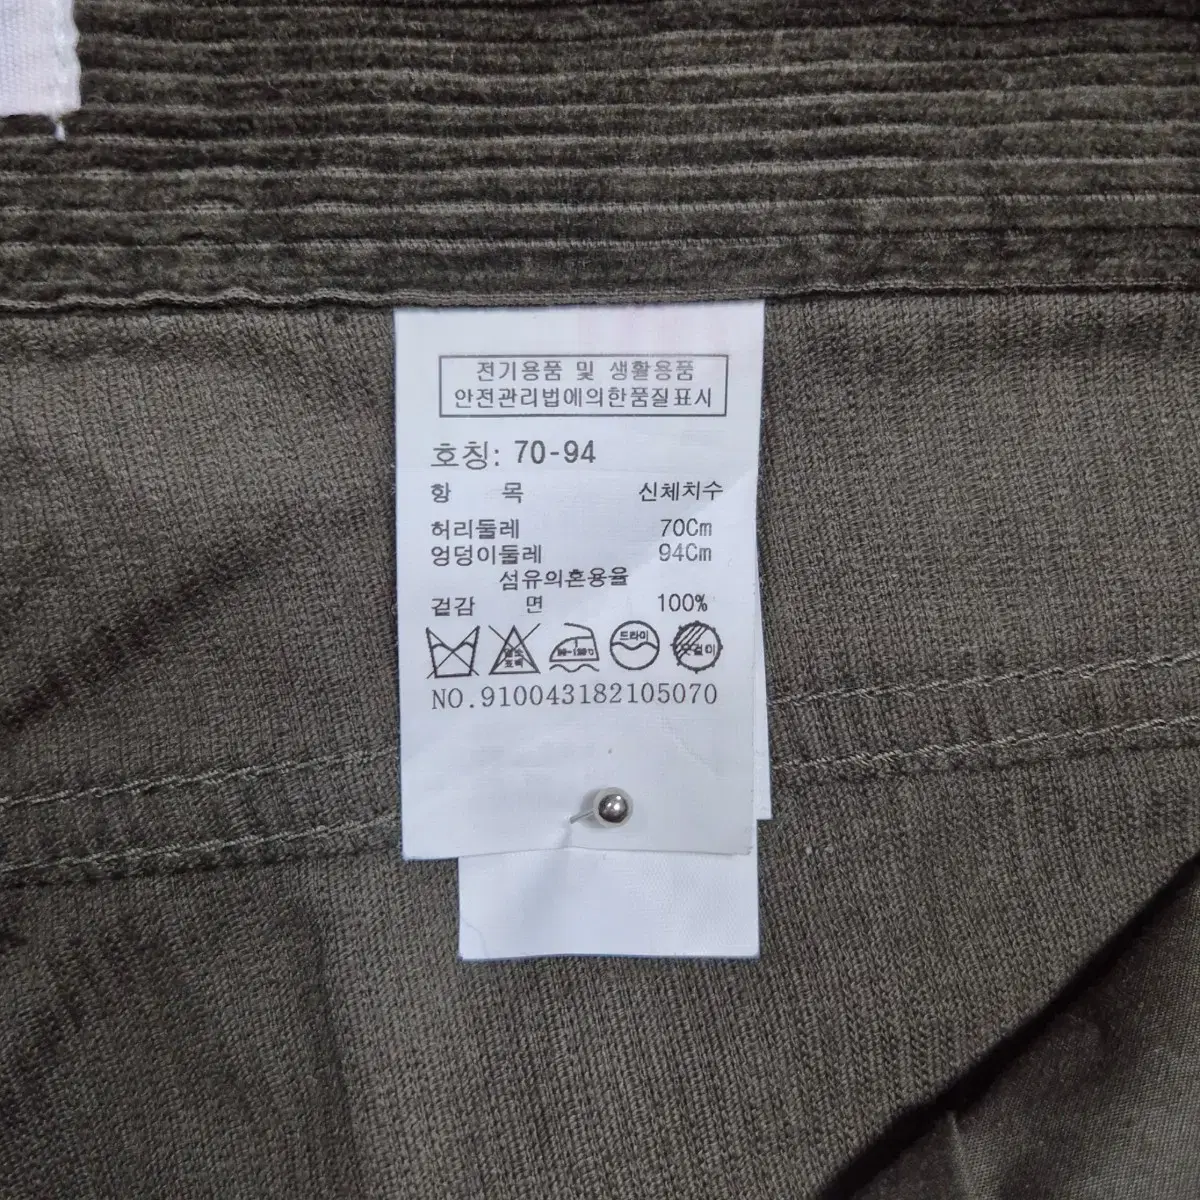 전기용품 및 생활용품
안전관리법에의한품질표시
호칭: 70-94
항 목 신체치수
허리둘레 70Cm
엉덩이둘레 94Cm
섬유의혼용율
겉감 면 100%
드라이
NO.910043182105070